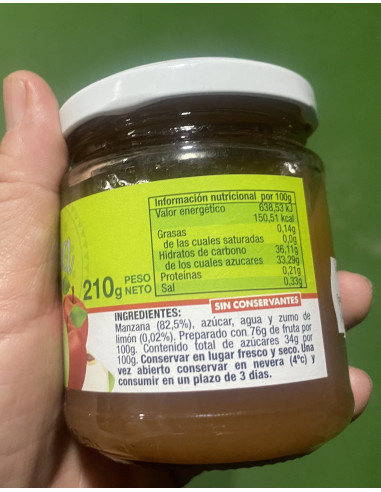 Información nutricional por 100g
Valor energético 638,53 kJ
150,51 kcal
Grasas 0,14g
de las cuales saturadas 0,0g
Hidratos de carbono 36,11g
de los cuales azucares 33,29g
Proteínas 0,21g
Sal 0,33g
210g PESO NETO
SIN CONSERVANTES
INGREDIENTES:
Manzana (82,5%), azúcar, agua y zumo de
limón (0,02%). Preparado con 76g de fruta por
100g. Contenido total de azúcares 34g por
100g. Conservar en lugar fresco y seco. Una
vez abierto conservar en nevera (4ºc) y
consumir en un plazo de 3 días.